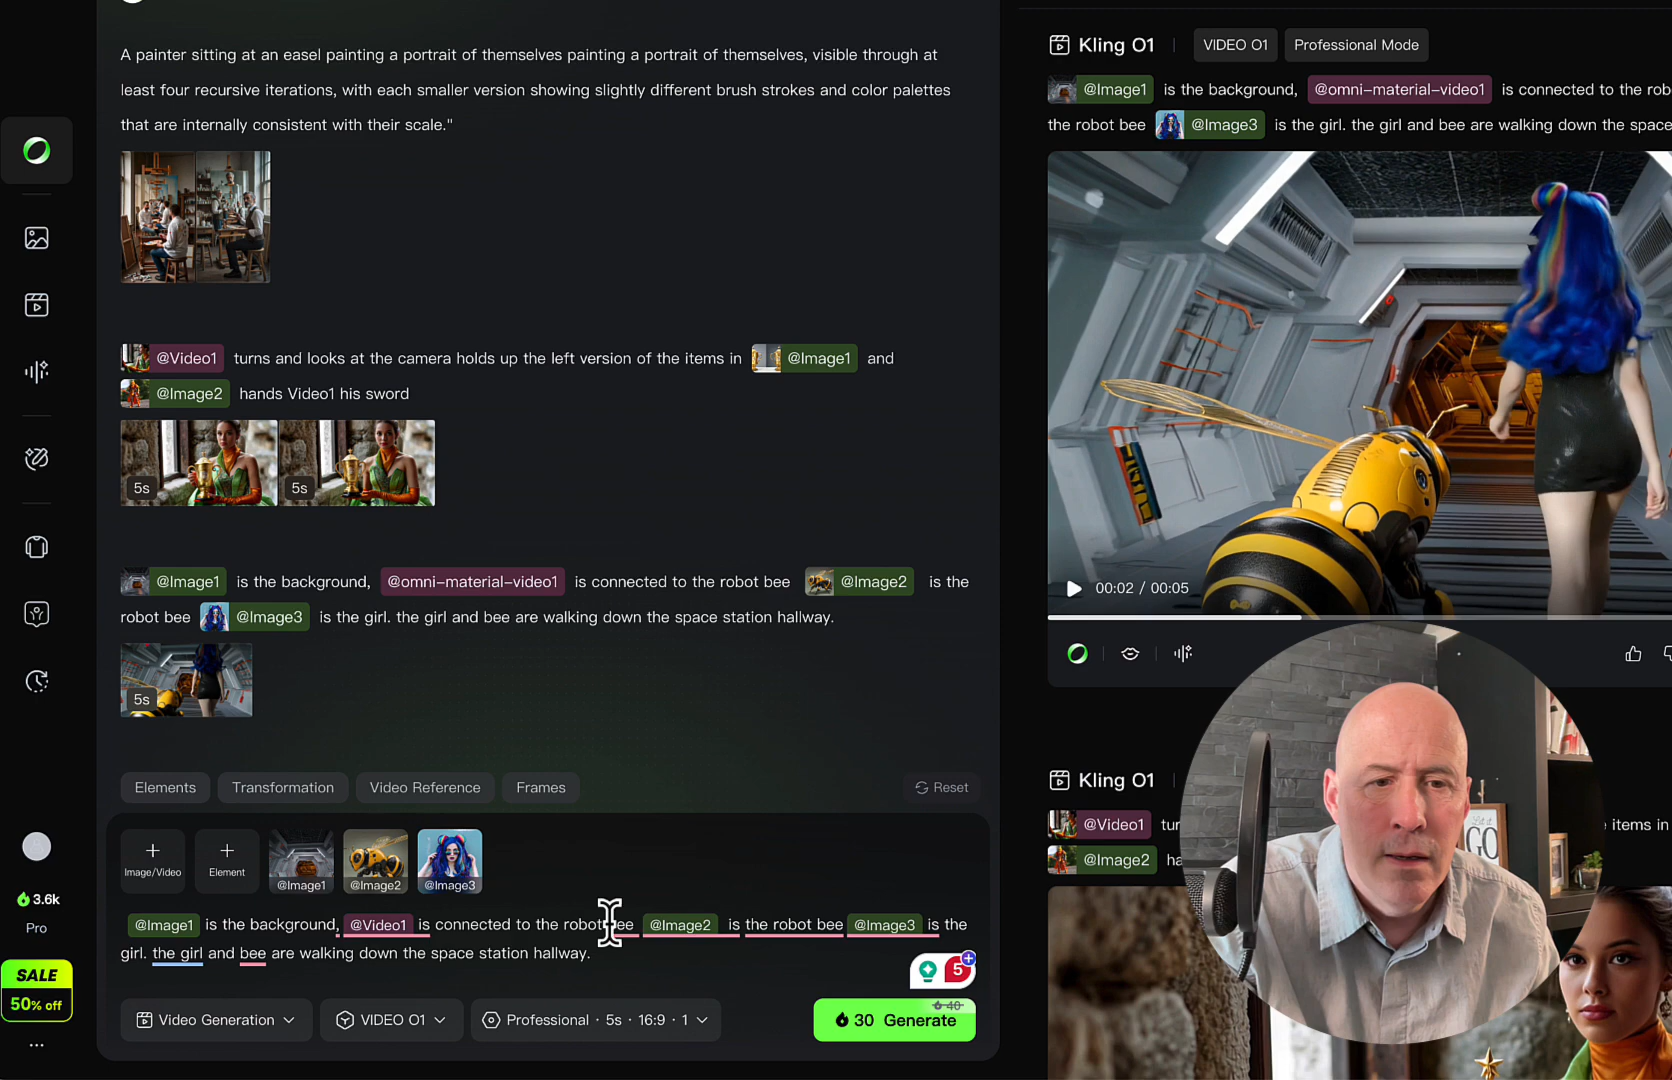 A painter sitting at an easel painting a portrait of themselves painting a portrait of themselves, visible through at
least four recursive iterations, with each smaller version showing slightly different brush strokes and color palettes
that are internally consistent with their scale."
@Video1 turns and looks at the camera holds up the left version of the items in @Image1 and
@Image2 hands Video1 his sword
5s
5s
@Image1 is the background, @omni-material-video1 is connected to the robot bee @Image2 is the
robot bee @Image3 is the girl. the girl and bee are walking down the space station hallway.
5s
Elements
Transformation
Video Reference
Frames
Reset
Image/Video
Element
@Image1
@Image2
@Image3
@Image1 is the background, @Video1 is connected to the robot bee @Image2 is the robot bee @Image3 is the
girl. the girl and bee are walking down the space station hallway.
5
Video Generation
VIDEO O1
Professional · 5s · 16:9 · 1
40
30 Generate
3.6k
Pro
SALE
50% off
Kling O1
VIDEO O1
Professional Mode
@Image1 is the background, @omni-material-video1 is connected to the rob
the robot bee @Image3 is the girl. the girl and bee are walking down the space
00:02 / 00:05
Kling O1
@Video1 tur
items in
@Image2 ha
GO